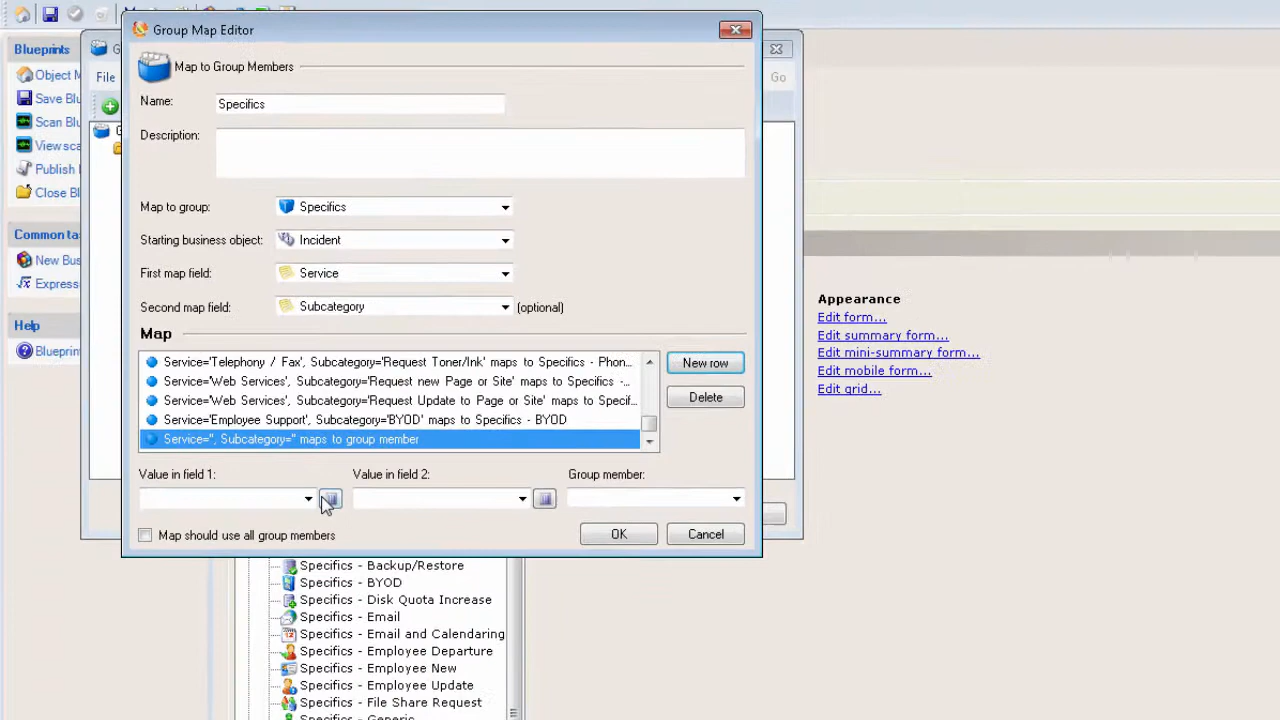 Group Map Editor
Map to Group Members
Name:
Specifics
Description:
Map to group:
Specifics
Starting business object:
Incident
First map field:
Service
Second map field:
Subcategory
(optional)
Map
Service='Telephony / Fax', Subcategory='Request Toner/Ink' maps to Specifics - Phon...
Service='Web Services', Subcategory='Request new Page or Site' maps to Specifics -...
Service='Web Services', Subcategory='Request Update to Page or Site' maps to Specif...
Service='Employee Support', Subcategory='BYOD' maps to Specifics - BYOD
Service='', Subcategory='' maps to group member
New row
Delete
Value in field 1:
Value in field 2:
Group member:
Map should use all group members
OK
Cancel
Blueprints
Object M
Save Blu
Scan Blu
View sca
Publish
Close Bl
Common ta
New Bus
Express
Help
Blueprin
G
File
Go
Appearance
Edit form...
Edit summary form...
Edit mini-summary form...
Edit mobile form...
Edit grid...
Specifics - Backup/Restore
Specifics - BYOD
Specifics - Disk Quota Increase
Specifics - Email
Specifics - Email and Calendaring
Specifics - Employee Departure
Specifics - Employee New
Specifics - Employee Update
Specifics - File Share Request
Specifics - Generic